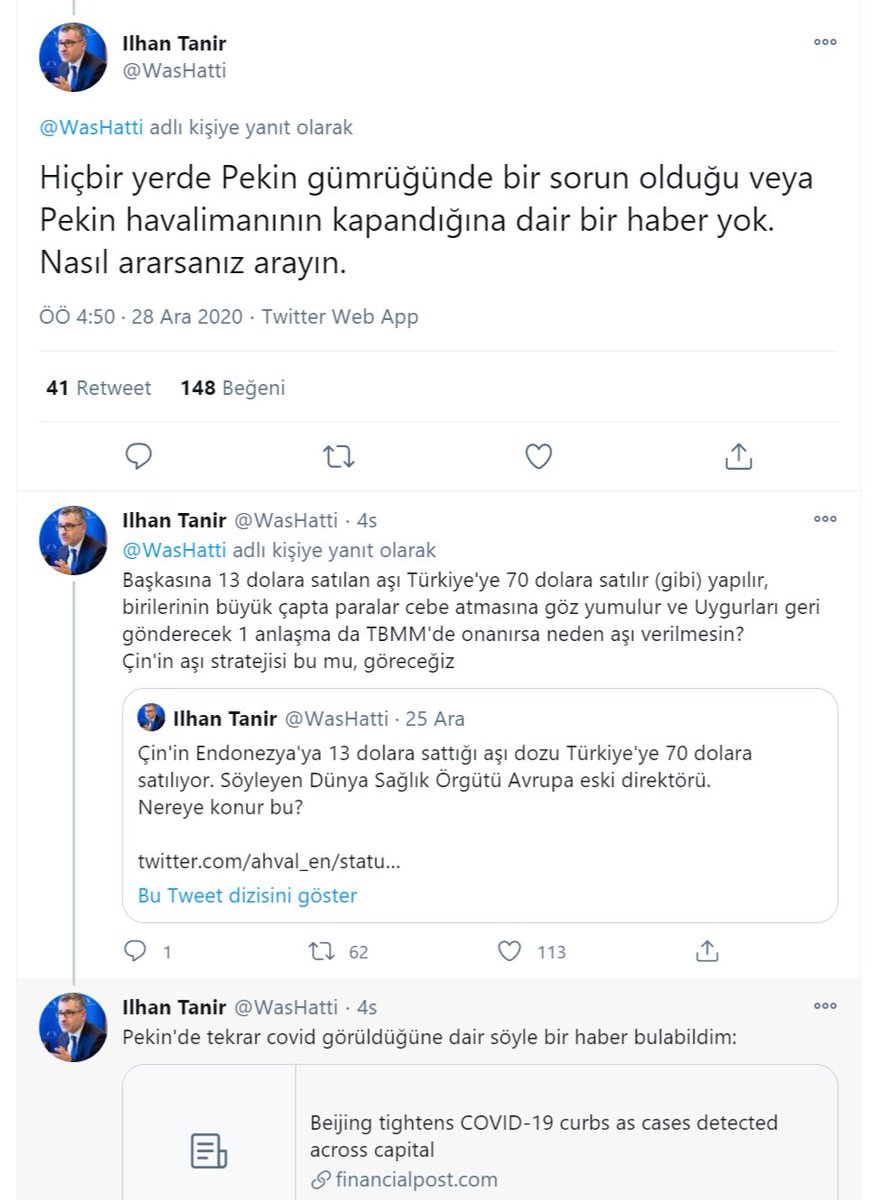 Ilhan Tanir
@WasHatti
@WasHatti adlı kişiye yanıt olarak
Hiçbir yerde Pekin gümrüğünde bir sorun olduğu veya
Pekin havalimanının kapandığına dair bir haber yok.
Nasıl ararsanız arayın.
ÖÖ 4:50 · 28 Ara 2020 · Twitter Web App
41 Retweet 148 Beğeni
Ilhan Tanir @WasHatti · 4s
@WasHatti adlı kişiye yanıt olarak
Başkasına 13 dolara satılan aşı Türkiye'ye 70 dolara satılır (gibi) yapılır,
birilerinin büyük çapta paralar cebe atmasına göz yumulur ve Uygurları geri
gönderecek 1 anlaşma da TBMM'de onanırsa neden aşı verilmesin?
Çin'in aşı stratejisi bu mu, göreceğiz
Ilhan Tanir @WasHatti · 25 Ara
Çin'in Endonezya'ya 13 dolara sattığı aşı dozu Türkiye'ye 70 dolara
satılıyor. Söyleyen Dünya Sağlık Örgütü Avrupa eski direktörü.
Nereye konur bu?
twitter.com/ahval_en/statu...
Bu Tweet dizisini göster
1 62 113
Ilhan Tanir @WasHatti · 4s
Pekin'de tekrar covid görüldüğüne dair söyle bir haber bulabildim:
Beijing tightens COVID-19 curbs as cases detected
across capital
financialpost.com